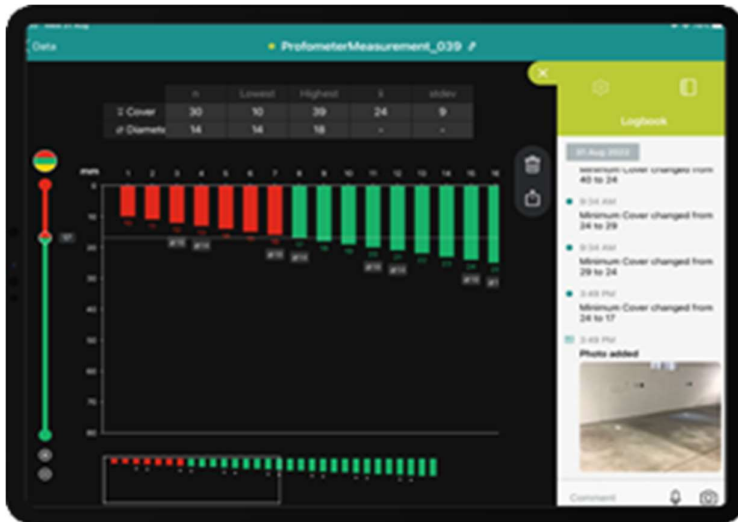 Data
ProfometerMeasurement_039
n Lowest Highest x̄ stdev
Cover 30 10 39 24 9
Diamete 14 14 18 - -
mm
1 2 3 4 5 6 7 8 9 10 11 12 13 14 15 16
0
10
20
30
40
50
60
70
80
17
Logbook
31 Aug 2022
Minimum Cover changed from
40 to 24
9:34 AM
Minimum Cover changed from
24 to 29
9:34 AM
Minimum Cover changed from
29 to 24
3:49 PM
Minimum Cover changed from
24 to 17
3:49 PM
Photo added
Comment